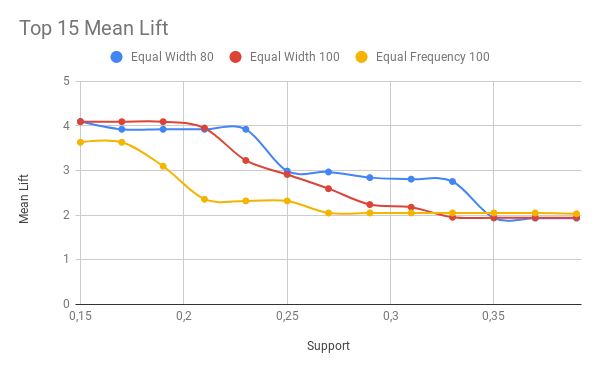 Top 15 Mean Lift
Equal Width 80 Equal Width 100 Equal Frequency 100
5
4
3
2
1
0
Mean Lift
0,15 0,2 0,25 0,3 0,35
Support